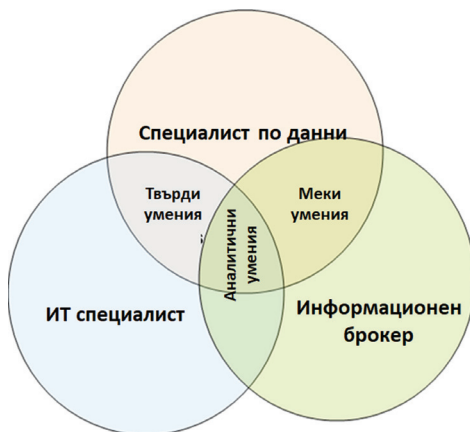 Специалист по данни
Твърди
умения
Меки
умения
Аналитични
умения
ИТ специалист
Информационен
брокер